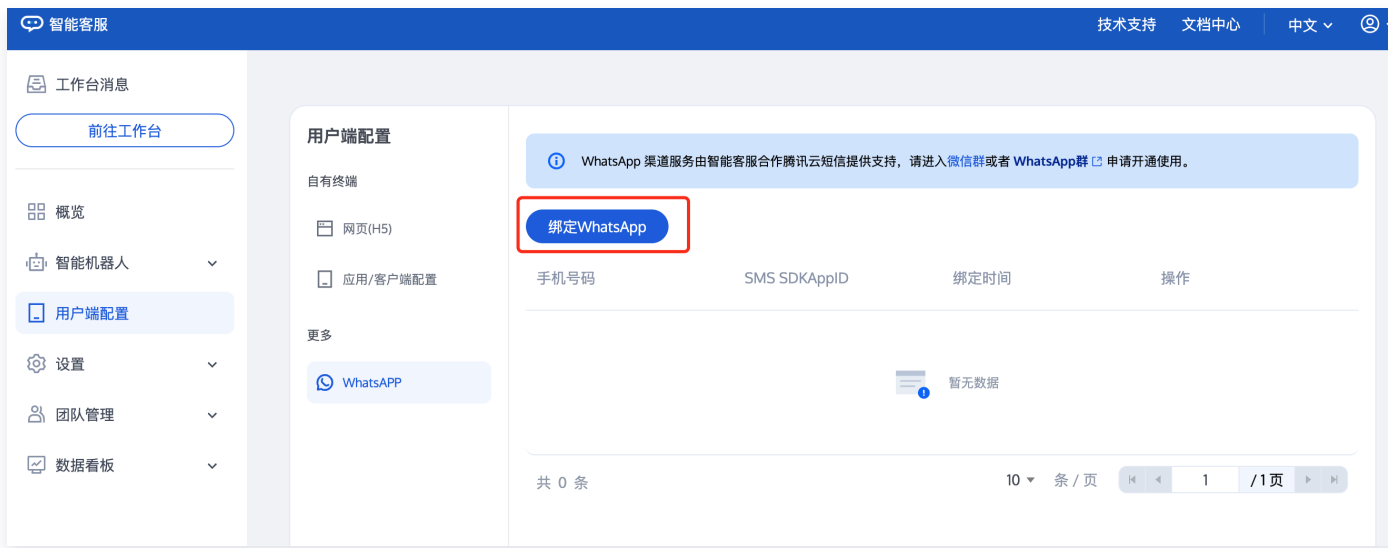 智能客服
技术支持 文档中心 中文
工作台消息
前往工作台
概览
智能机器人
用户端配置
设置
团队管理
数据看板
用户端配置
自有终端
网页(H5)
应用/客户端配置
更多
WhatsAPP
WhatsApp 渠道服务由智能客服合作腾讯云短信提供支持，请进入微信群或者 WhatsApp群 申请开通使用。
绑定WhatsApp
手机号码 SMS SDKAppID 绑定时间 操作
暂无数据
共 0 条 10 条 / 页 1 / 1 页